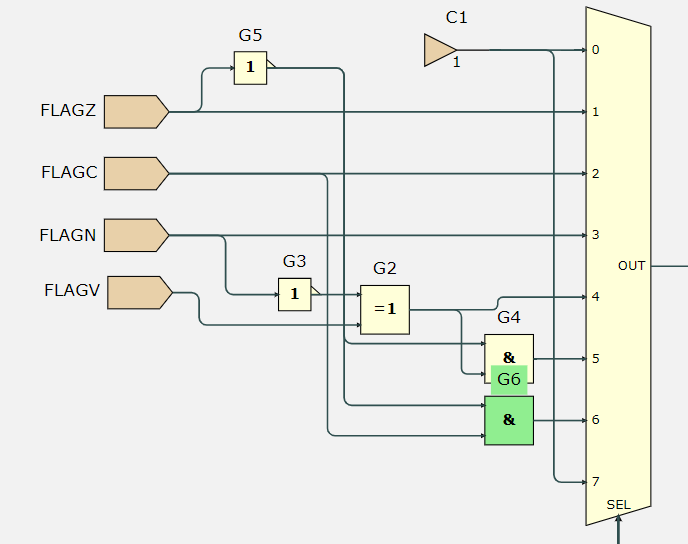 C1
1
G5
1
0
FLAGZ
1
FLAGC
2
FLAGN
3
G3
1
G2
=1
OUT
FLAGV
4
G4
&
5
G6
&
6
7
SEL